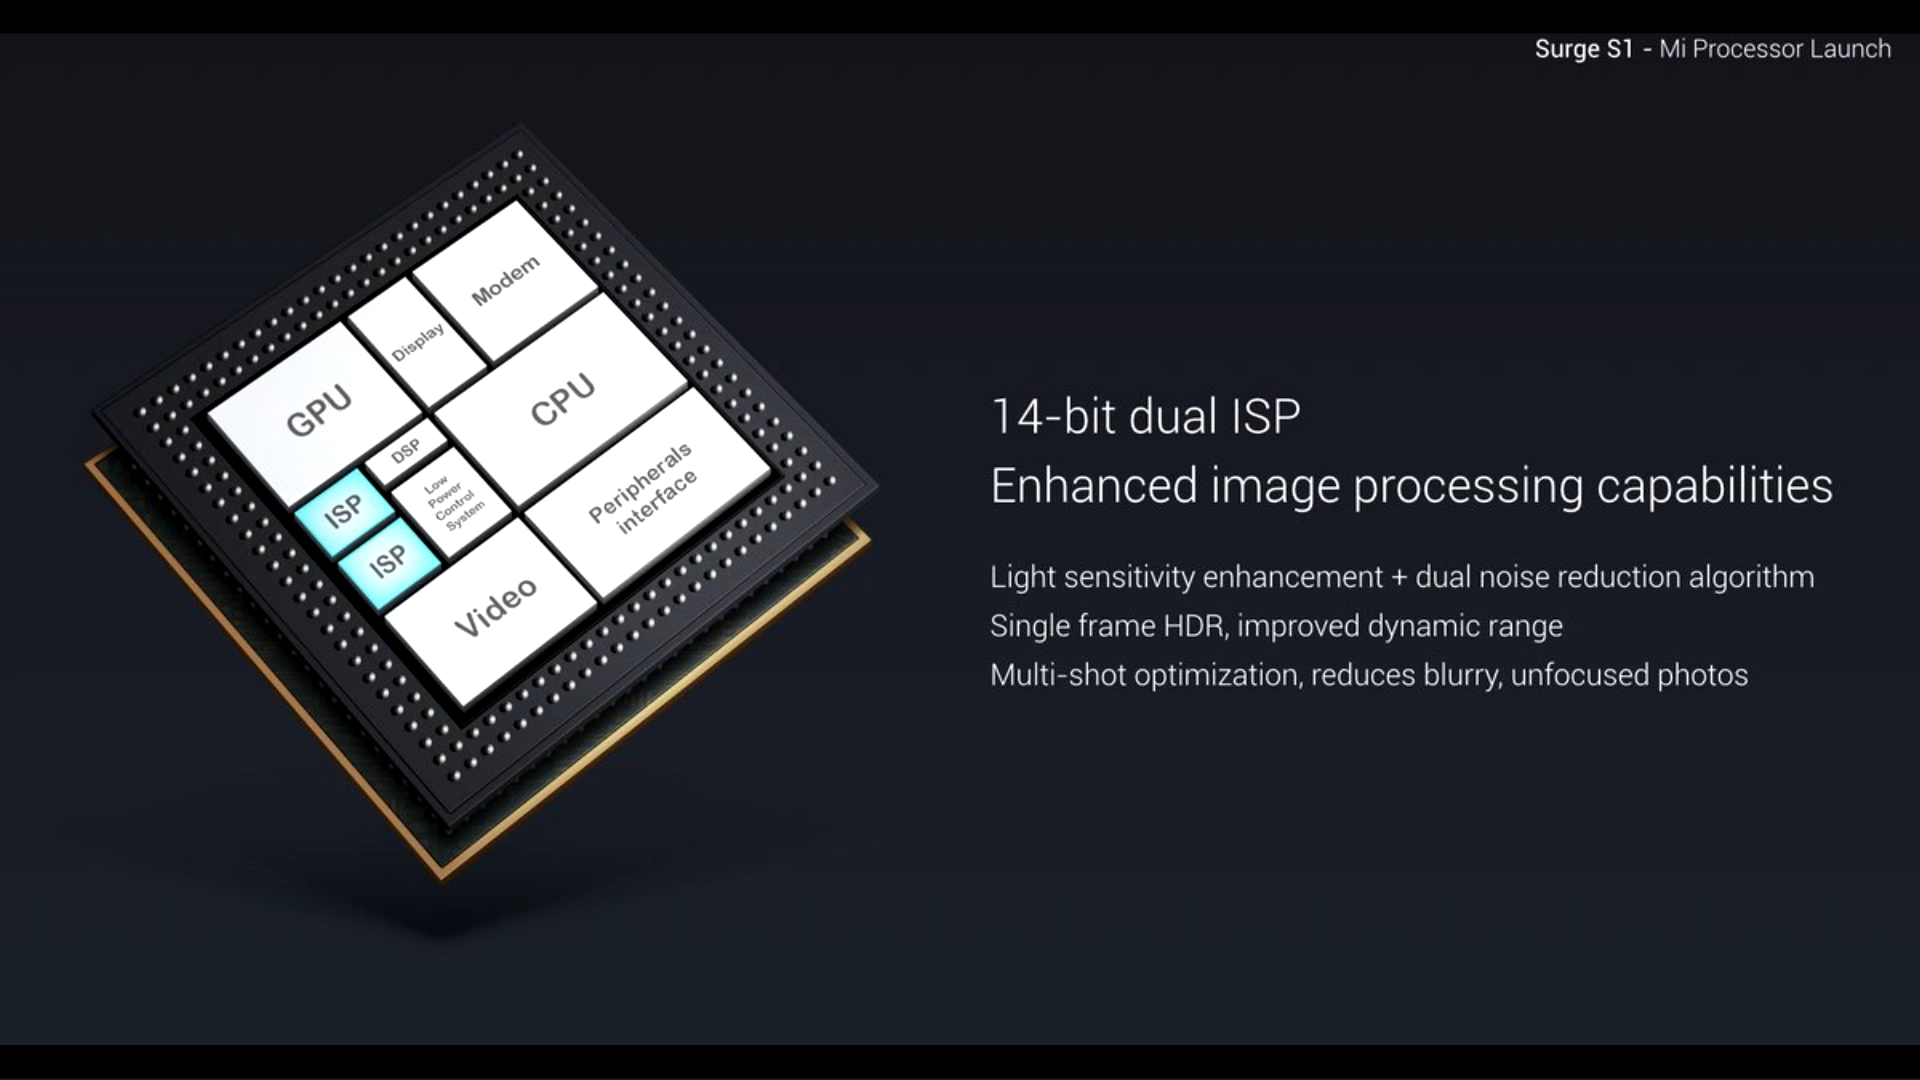 Surge S1 - Mi Processor Launch
Modem
Display
GPU
CPU
DSP
ISP
Low
Power
Control
System
ISP
Peripherals
interface
Video
14-bit dual ISP
Enhanced image processing capabilities
Light sensitivity enhancement + dual noise reduction algorithm
Single frame HDR, improved dynamic range
Multi-shot optimization, reduces blurry, unfocused photos